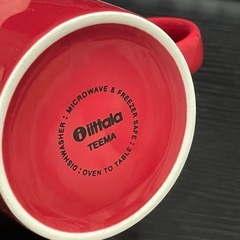 MICROWAVE & FREEZER SAFE
iittala
TEEMA
DISHWASHER : OVEN TO TABLE :